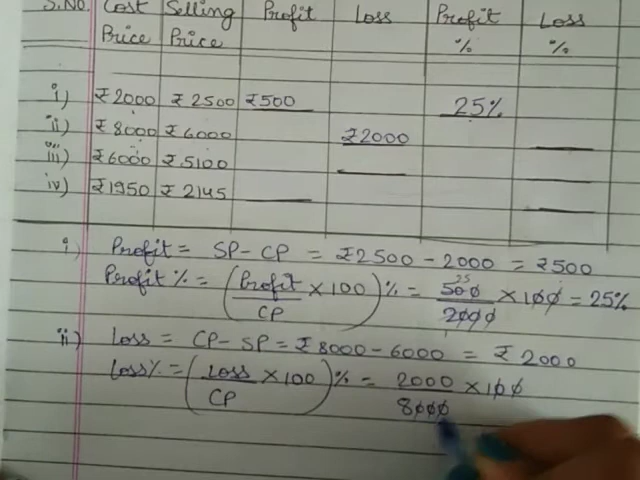 S.No. Cost Price Selling Price Profit Loss Profit % Loss %
i) ₹2000 ₹2500 ₹500 25%
ii) ₹8000 ₹6000 ₹2000
iii) ₹6000 ₹5100
iv) ₹1950 ₹2145
i) Profit = SP - CP = ₹2500 - 2000 = ₹500
Profit % = (Profit/CP × 100) % = 500/2000 × 100 = 25%
25
ii) Loss = CP - SP = ₹8000 - 6000 = ₹2000
Loss % = (Loss/CP × 100) % = 2000/8000 × 100